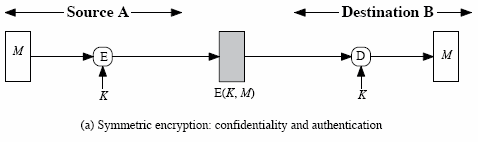 Source A Destination B
M E D M
K E(K, M) K
(a) Symmetric encryption: confidentiality and authentication